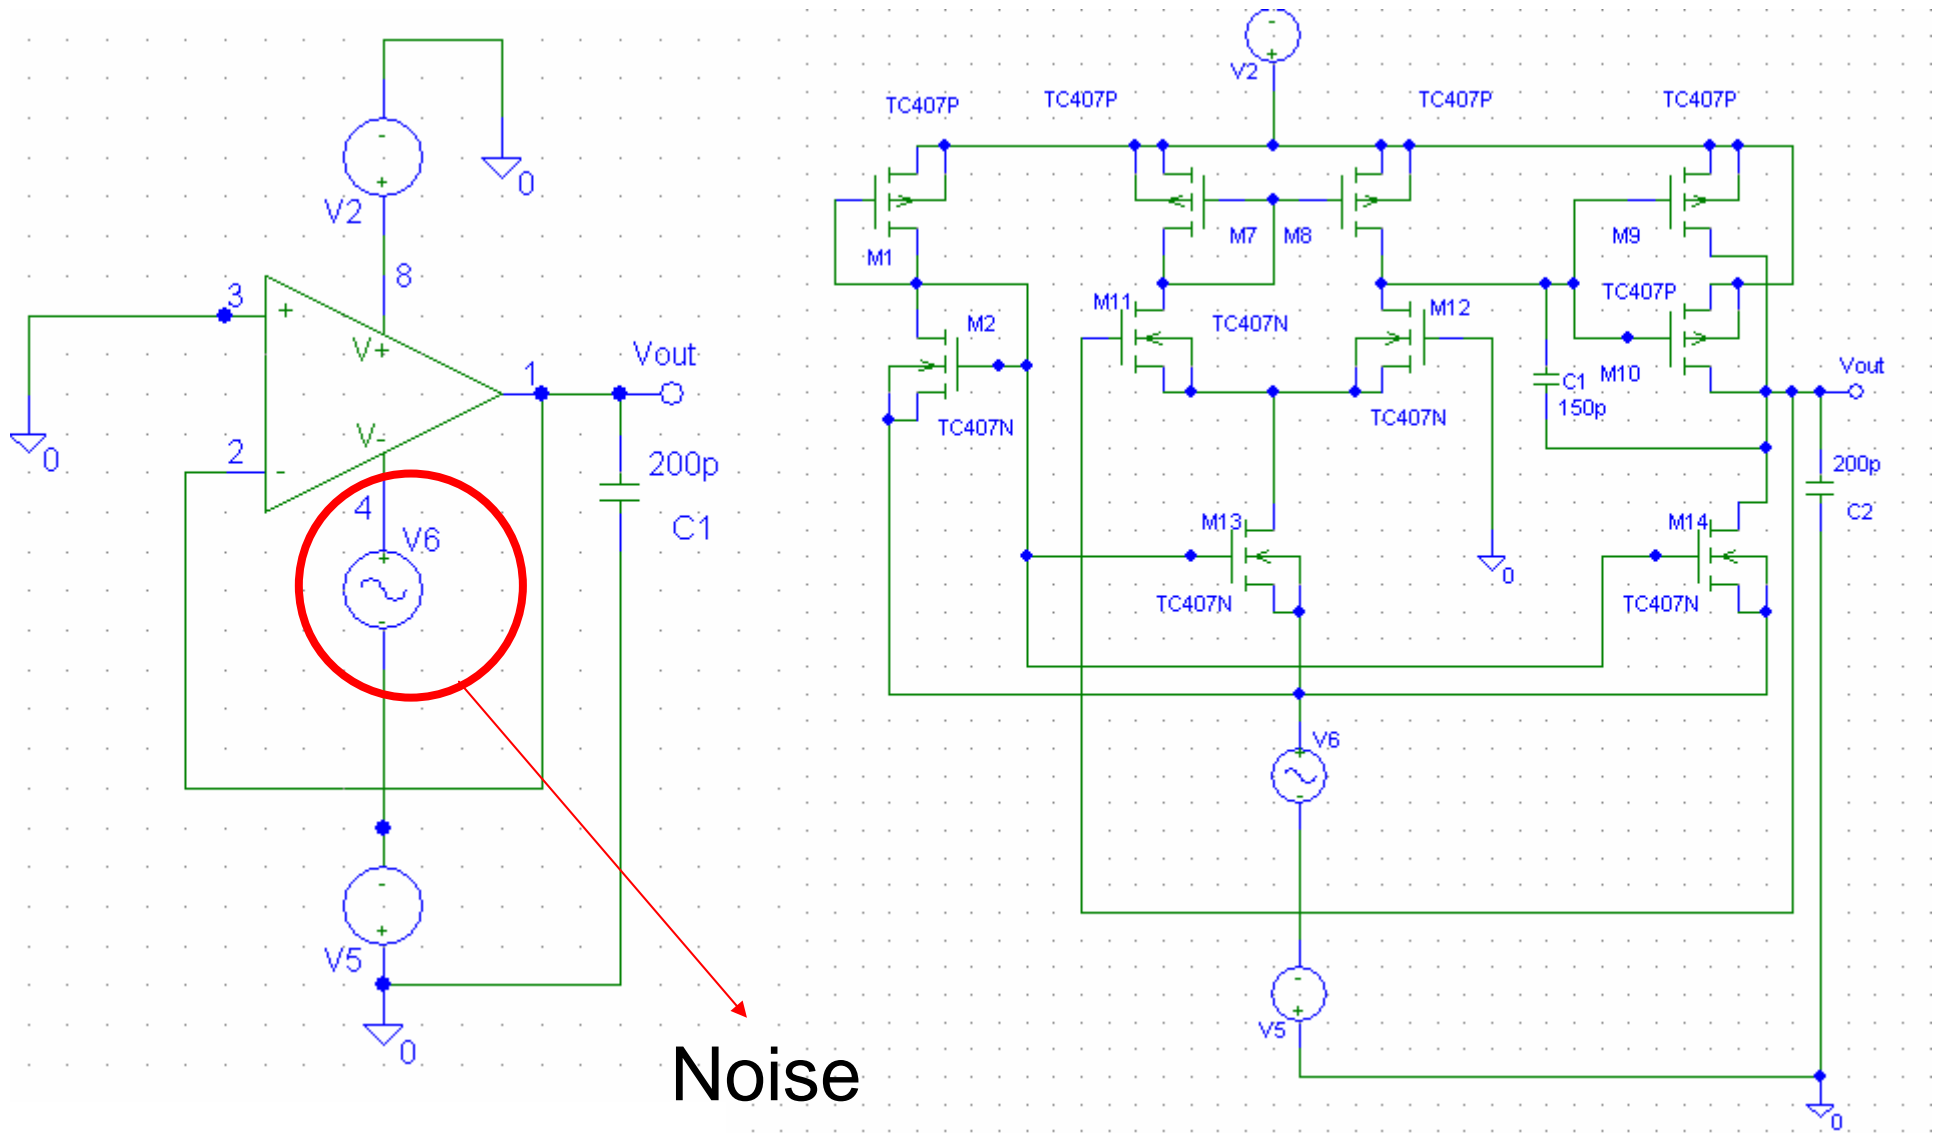 V2
0
8
3
+
V+
-
+
V-
2
-
4
1
Vout
200p
C1
V6
+
-
-
+
V5
0
0
Noise
-
+
V2
TC407P
TC407P
TC407P
TC407P
M1
M7
M8
M9
M2
TC407N
M11
TC407N
M12
TC407N
TC407P
M10
C1
150p
Vout
200p
C2
M13
TC407N
0
M14
TC407N
V6
+
-
-
+
V5
0